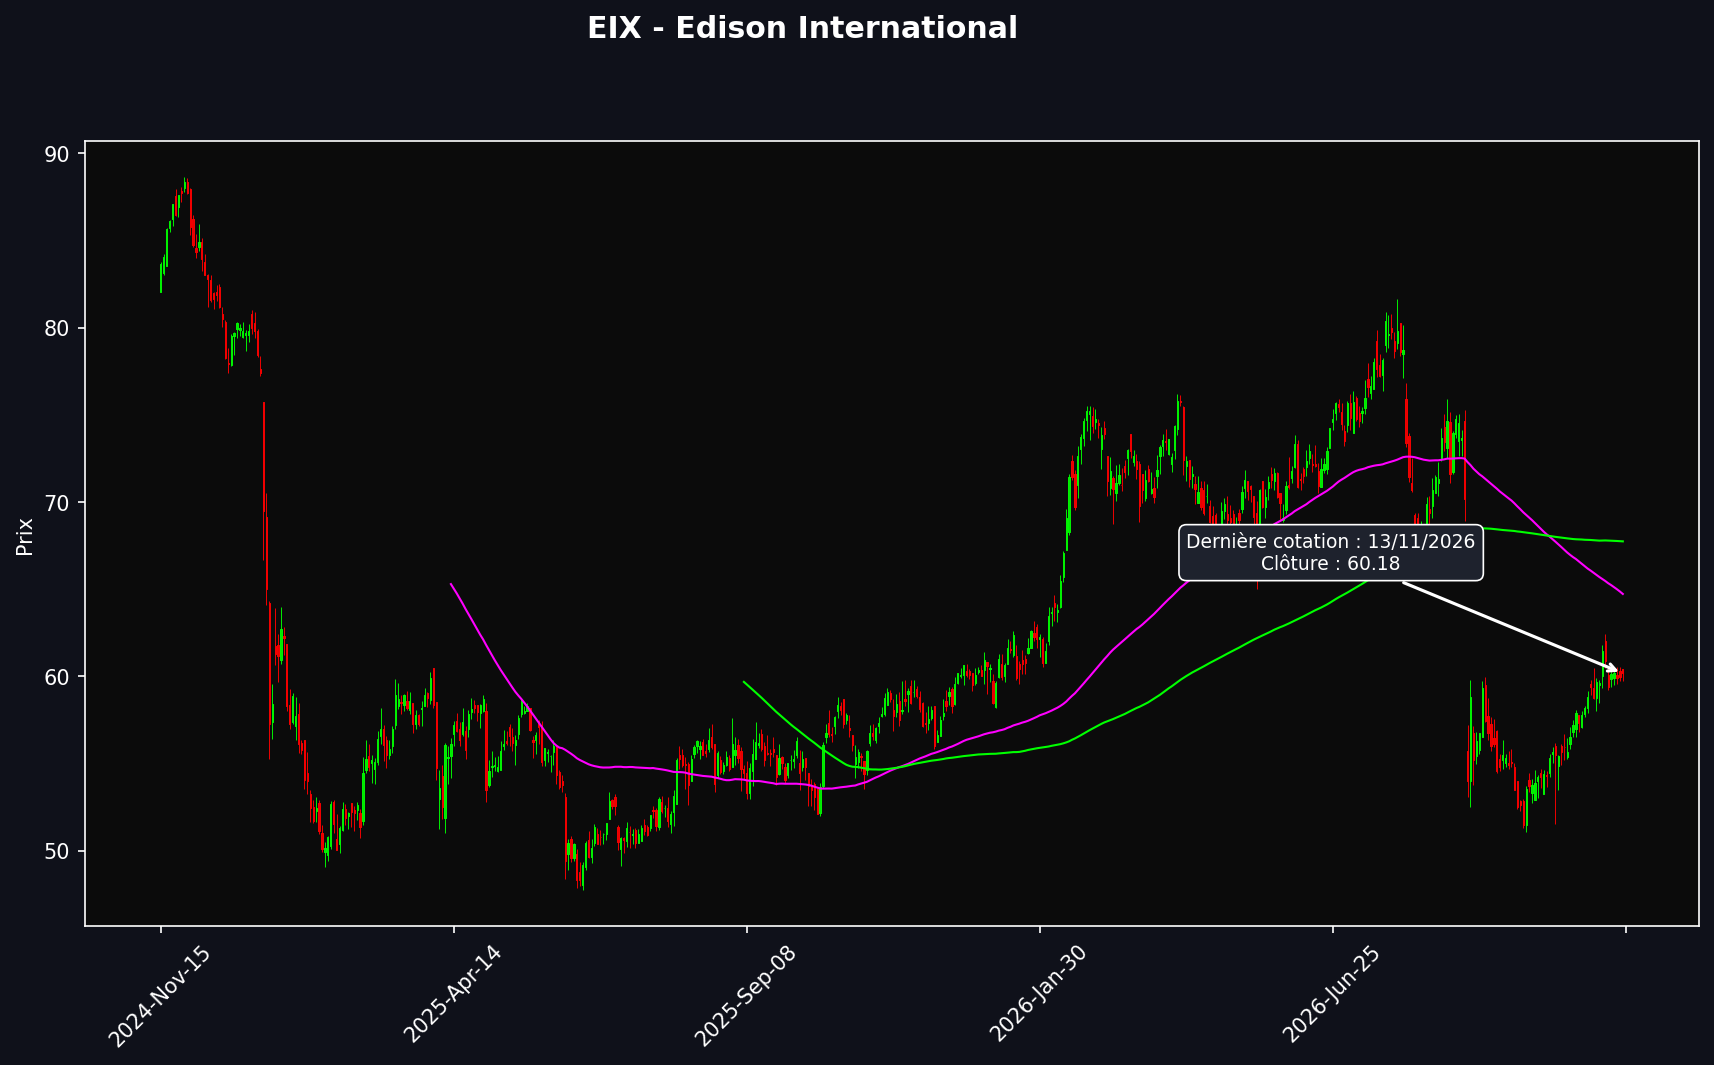 EIX - Edison International
Prix
90
80
70
60
50
Dernière cotation : 13/11/2026
Clôture : 60.18
2024-Nov-15
2025-Apr-14
2025-Sep-08
2026-Jan-30
2026-Jun-25